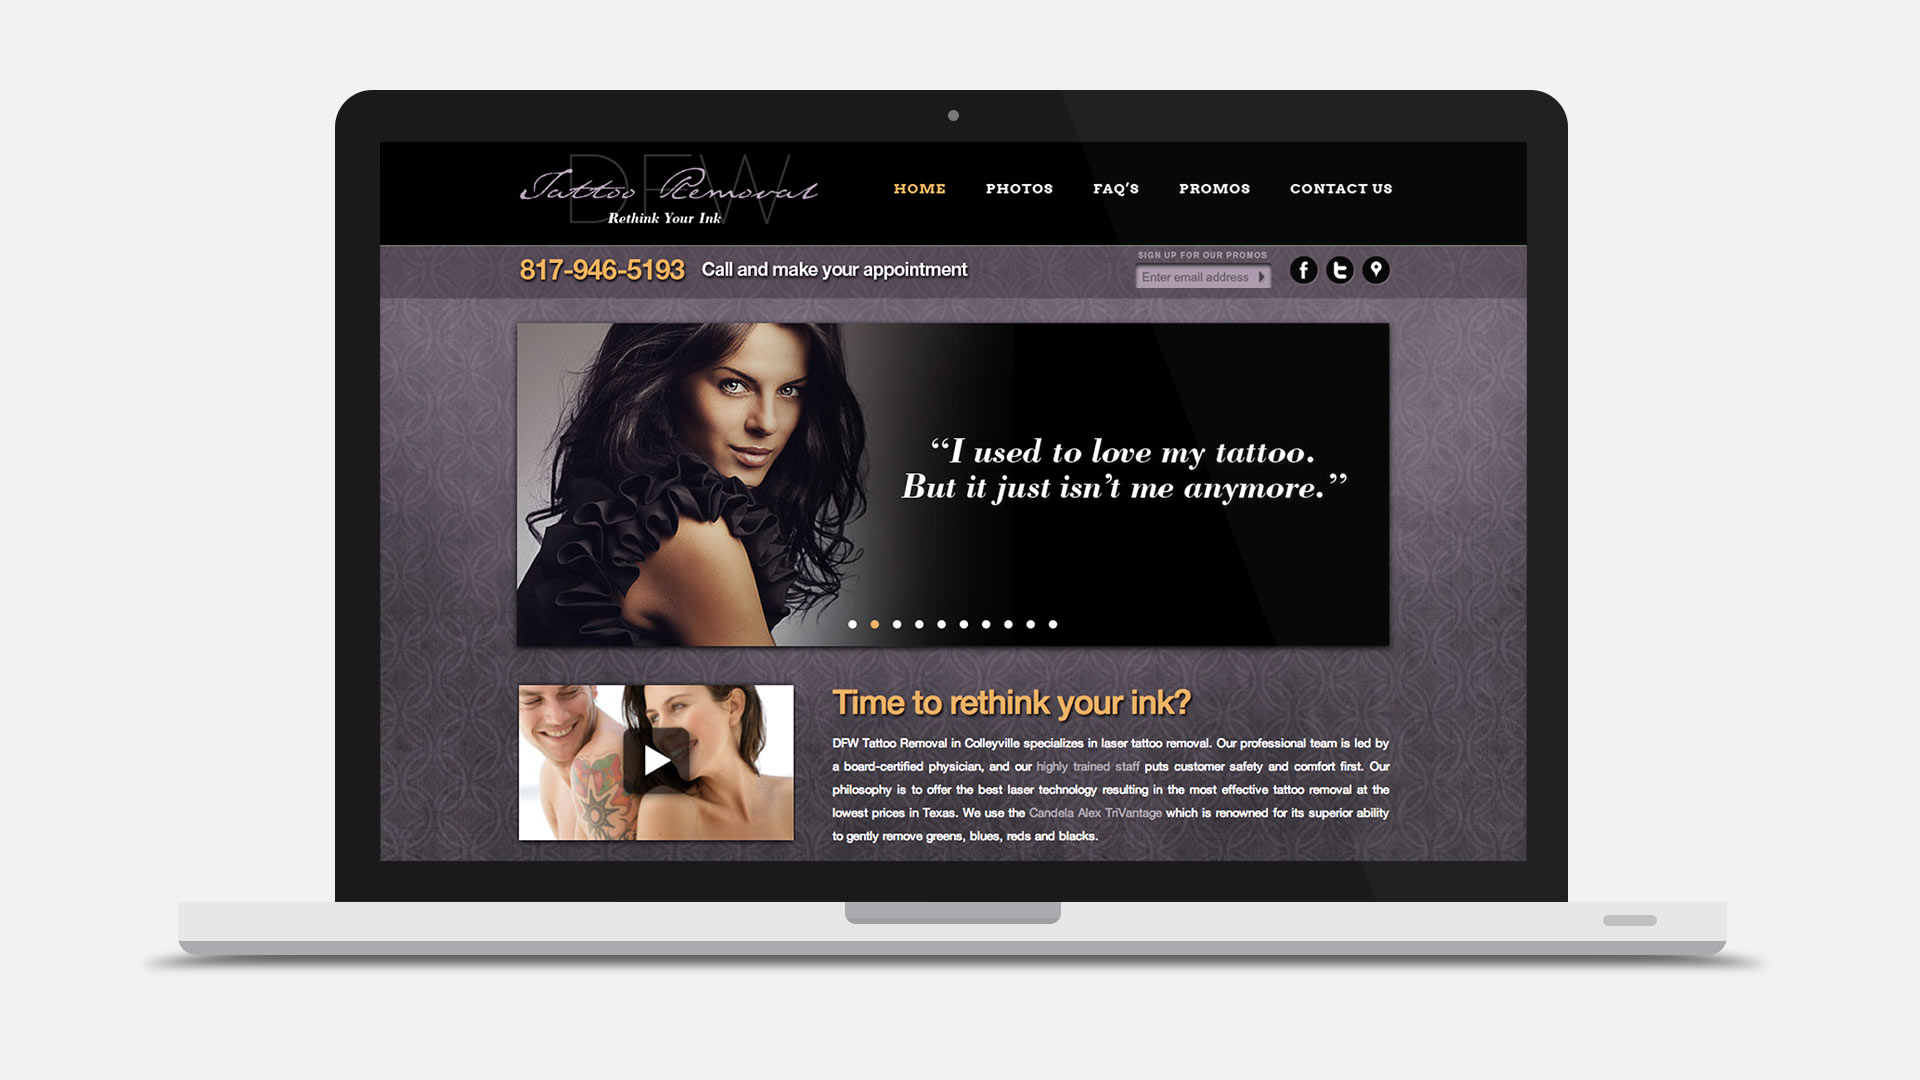 DFW
Tattoo Removal
Rethink Your Ink
HOME PHOTOS FAQ’S PROMOS CONTACT US
817-946-5193 Call and make your appointment
SIGN UP FOR OUR PROMOS
Enter email address
“I used to love my tattoo.
But it just isn’t me anymore.”
Time to rethink your ink?
DFW Tattoo Removal in Colleyville specializes in laser tattoo removal. Our professional team is led by
a board-certified physician, and our highly trained staff puts customer safety and comfort first. Our
philosophy is to offer the best laser technology resulting in the most effective tattoo removal at the
lowest prices in Texas. We use the Candela Alex TriVantage which is renowned for its superior ability
to gently remove greens, blues, reds and blacks.